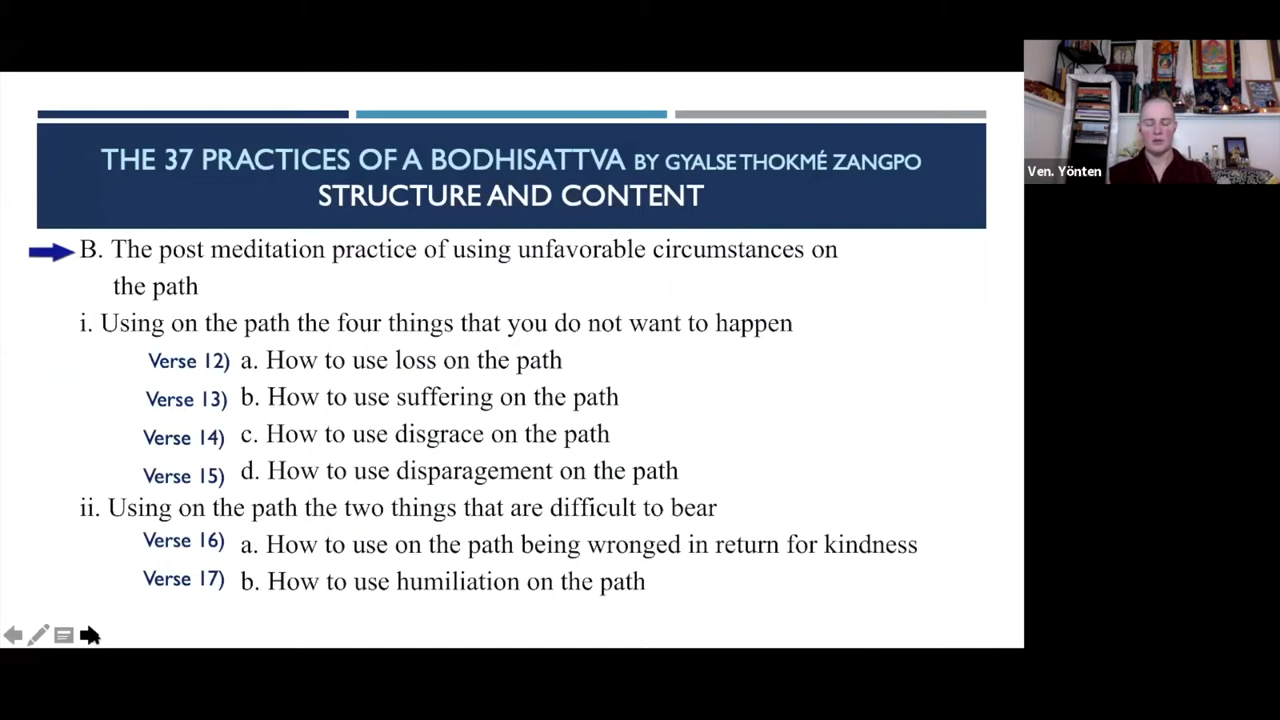 THE 37 PRACTICES OF A BODHISATTVA BY GYALSE THOKMÉ ZANGPO
STRUCTURE AND CONTENT
B. The post meditation practice of using unfavorable circumstances on
the path
i. Using on the path the four things that you do not want to happen
Verse 12) a. How to use loss on the path
Verse 13) b. How to use suffering on the path
Verse 14) c. How to use disgrace on the path
Verse 15) d. How to use disparagement on the path
ii. Using on the path the two things that are difficult to bear
Verse 16) a. How to use on the path being wronged in return for kindness
Verse 17) b. How to use humiliation on the path
Ven. Yönten